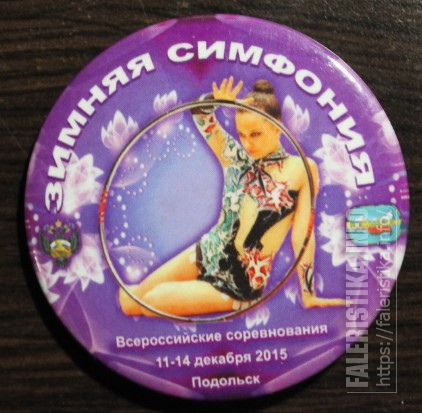 ЗИМНЯЯ СИМФОНИЯ
Всероссийские соревнования
11-14 декабря 2015
Подольск
FALERISTIKA.INFO
https://faleristika.info